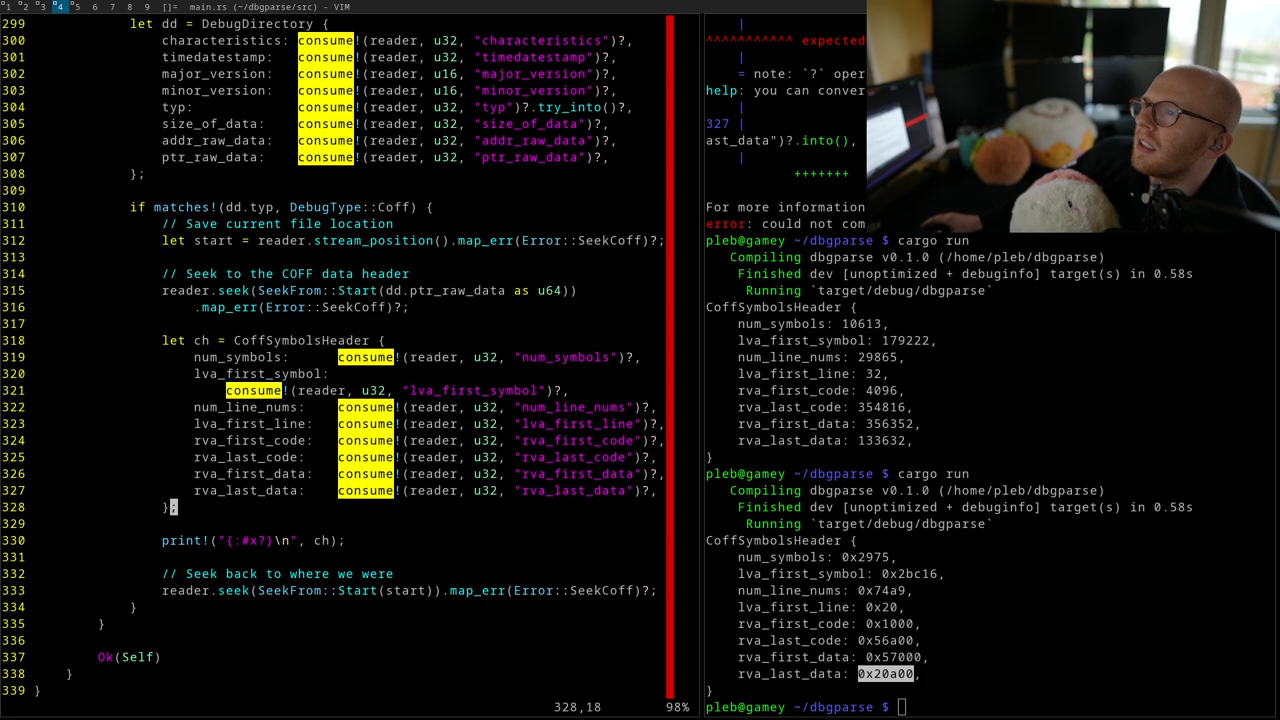 1 2 3 4 5 6 7 8 9 []= main.rs (~/dbgparse/src) - VIM
299 let dd = DebugDirectory {
300 characteristics: consume!(reader, u32, "characteristics")?,
301 timedatestamp: consume!(reader, u32, "timedatestamp")?,
302 major_version: consume!(reader, u16, "major_version")?,
303 minor_version: consume!(reader, u16, "minor_version")?,
304 typ: consume!(reader, u32, "typ")?.try_into()?,
305 size_of_data: consume!(reader, u32, "size_of_data")?,
306 addr_raw_data: consume!(reader, u32, "addr_raw_data")?,
307 ptr_raw_data: consume!(reader, u32, "ptr_raw_data")?,
308 };
309
310 if matches!(dd.typ, DebugType::Coff) {
311 // Save current file location
312 let start = reader.stream_position().map_err(Error::SeekCoff)?;
313
314 // Seek to the COFF data header
315 reader.seek(SeekFrom::Start(dd.ptr_raw_data as u64))
316 .map_err(Error::SeekCoff)?;
317
318 let ch = CoffSymbolsHeader {
319 num_symbols: consume!(reader, u32, "num_symbols")?,
320 lva_first_symbol:
321 consume!(reader, u32, "lva_first_symbol")?,
322 num_line_nums: consume!(reader, u32, "num_line_nums")?,
323 lva_first_line: consume!(reader, u32, "lva_first_line")?,
324 rva_first_code: consume!(reader, u32, "rva_first_code")?,
325 rva_last_code: consume!(reader, u32, "rva_last_code")?,
326 rva_first_data: consume!(reader, u32, "rva_first_data")?,
327 rva_last_data: consume!(reader, u32, "rva_last_data")?,
328 };
329
330 print!("{:#x?}\n", ch);
331
332 // Seek back to where we were
333 reader.seek(SeekFrom::Start(start)).map_err(Error::SeekCoff)?;
334 }
335 }
336
337 Ok(Self)
338 }
339 }
328,18 98%
|
^^^^^^^^^^^ expected
|
= note: `?` oper
help: you can conver
|
327 |
ast_data")?.into(),
|
+++++++
For more information
error: could not com
pleb@gamey ~/dbgparse $ cargo run
Compiling dbgparse v0.1.0 (/home/pleb/dbgparse)
Finished dev [unoptimized + debuginfo] target(s) in 0.58s
Running `target/debug/dbgparse`
CoffSymbolsHeader {
num_symbols: 10613,
lva_first_symbol: 179222,
num_line_nums: 29865,
lva_first_line: 32,
rva_first_code: 4096,
rva_last_code: 354816,
rva_first_data: 356352,
rva_last_data: 133632,
}
pleb@gamey ~/dbgparse $ cargo run
Compiling dbgparse v0.1.0 (/home/pleb/dbgparse)
Finished dev [unoptimized + debuginfo] target(s) in 0.58s
Running `target/debug/dbgparse`
CoffSymbolsHeader {
num_symbols: 0x2975,
lva_first_symbol: 0x2bc16,
num_line_nums: 0x74a9,
lva_first_line: 0x20,
rva_first_code: 0x1000,
rva_last_code: 0x56a00,
rva_first_data: 0x57000,
rva_last_data: 0x20a00,
}
pleb@gamey ~/dbgparse $